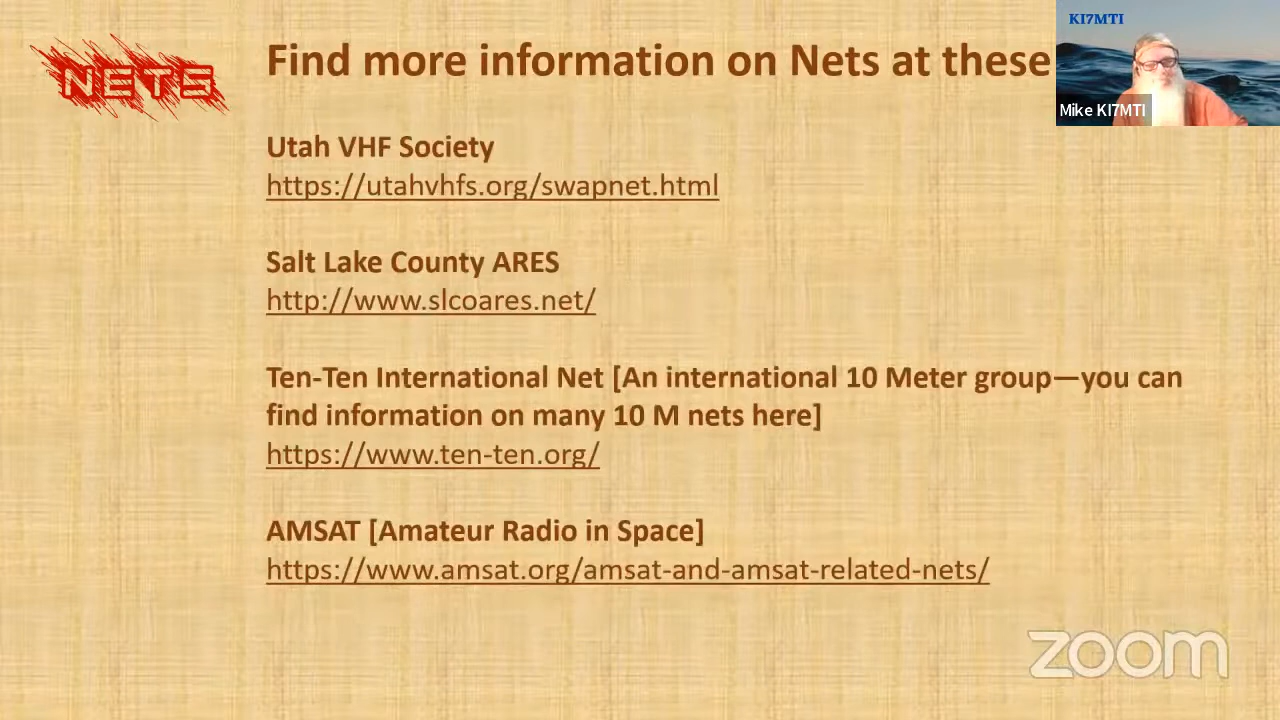 NETS
Find more information on Nets at these
KI7MTI
Mike KI7MTI
Utah VHF Society
https://utahvhfs.org/swapnet.html
Salt Lake County ARES
http://www.slcoares.net/
Ten-Ten International Net [An international 10 Meter group—you can
find information on many 10 M nets here]
https://www.ten-ten.org/
AMSAT [Amateur Radio in Space]
https://www.amsat.org/amsat-and-amsat-related-nets/
zoom